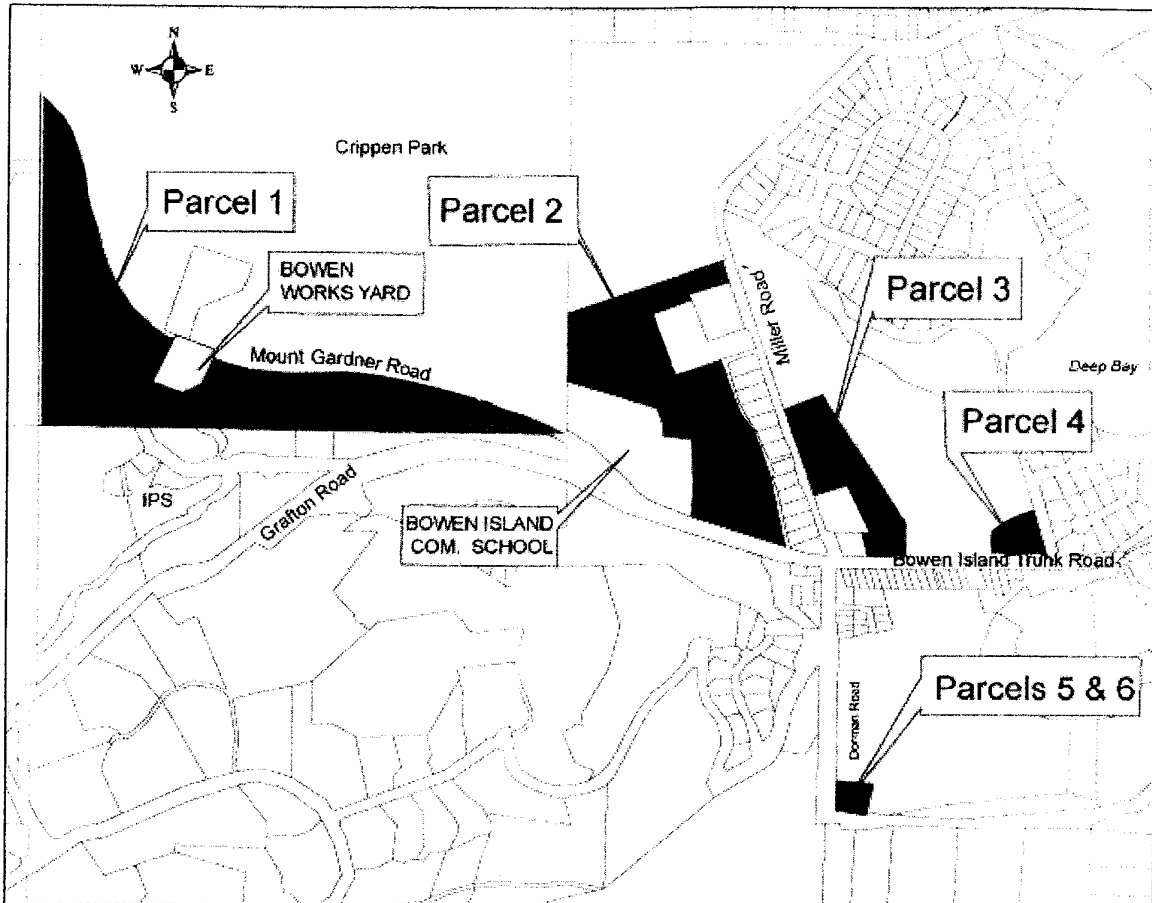 N
W E
S
Crippen Park
Parcel 1
Parcel 2
BOWEN
WORKS YARD
Miller Road
Parcel 3
Mount Gardner Road
Deep Bay
Parcel 4
IPS
Grafton Road
BOWEN ISLAND
COM. SCHOOL
Bowen Island Trunk Road
Parcels 5 & 6
Dorman Road